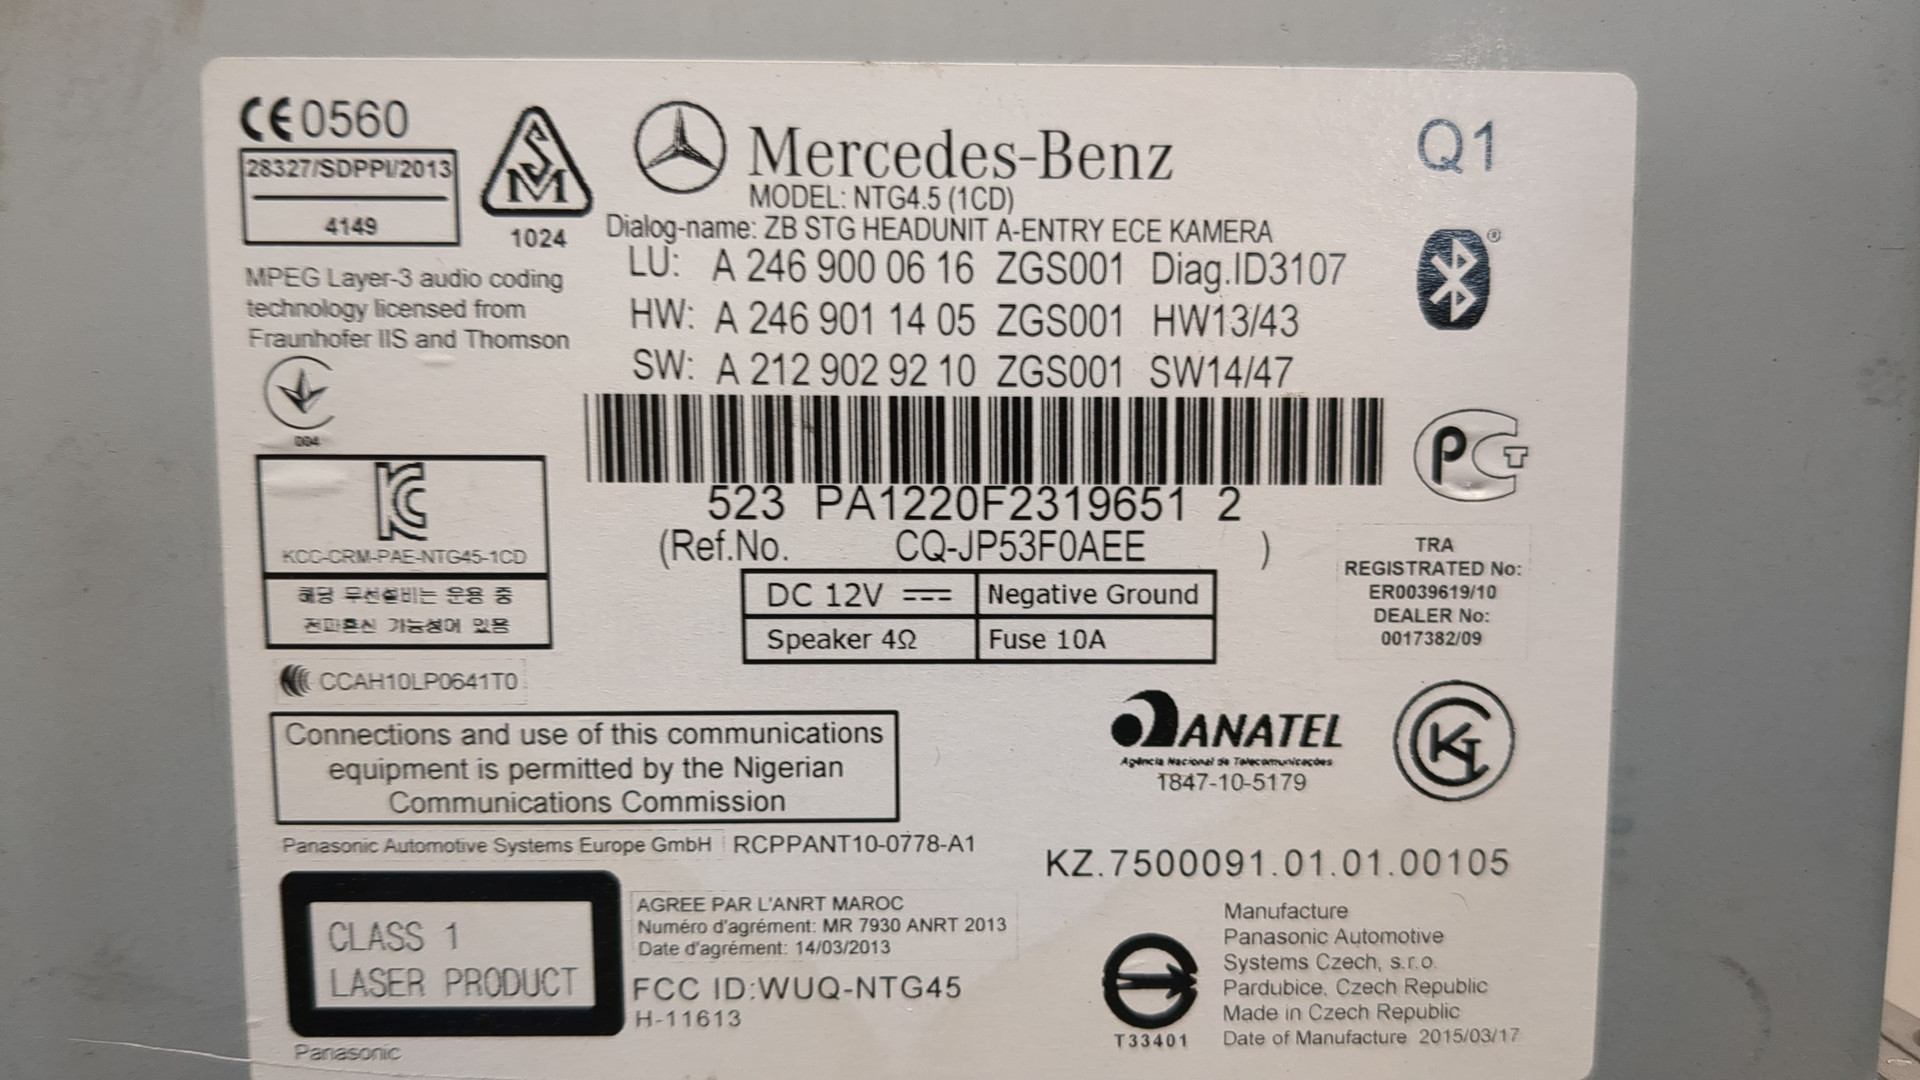 CE0560
28327/SDPPI/2013
4149
SM
1024
Mercedes-Benz
Q1
MODEL: NTG4.5 (1CD)
Dialog-name: ZB STG HEADUNIT A-ENTRY ECE KAMERA
LU: A 246 900 06 16 ZGS001 Diag.ID3107
HW: A 246 901 14 05 ZGS001 HW13/43
SW: A 212 902 92 10 ZGS001 SW14/47
®
MPEG Layer-3 audio coding
technology licensed from
Fraunhofer IIS and Thomson
004
523 PA1220F2319651 2
(Ref.No. CQ-JP53F0AEE )
PCT
KC
KCC-CRM-PAE-NTG45-1CD
해당 무선설비는 운용 중
전파혼신 가능성이 있음
DC 12V Negative Ground
Speaker 4Ω Fuse 10A
TRA
REGISTRATED No:
ER0039619/10
DEALER No:
0017382/09
CCAH10LP0641T0
Connections and use of this communications
equipment is permitted by the Nigerian
Communications Commission
ANATEL
Agência Nacional de Telecomunicações
1847-10-5179
Panasonic Automotive Systems Europe GmbH RCPPANT10-0778-A1
KZ.7500091.01.01.00105
CLASS 1
LASER PRODUCT
AGREE PAR L'ANRT MAROC
Numéro d'agrément: MR 7930 ANRT 2013
Date d'agrément: 14/03/2013
FCC ID:WUQ-NTG45
H-11613
Panasonic
T33401
Manufacture
Panasonic Automotive
Systems Czech, s.r.o.
Pardubice, Czech Republic
Made in Czech Republic
Date of Manufacture 2015/03/17